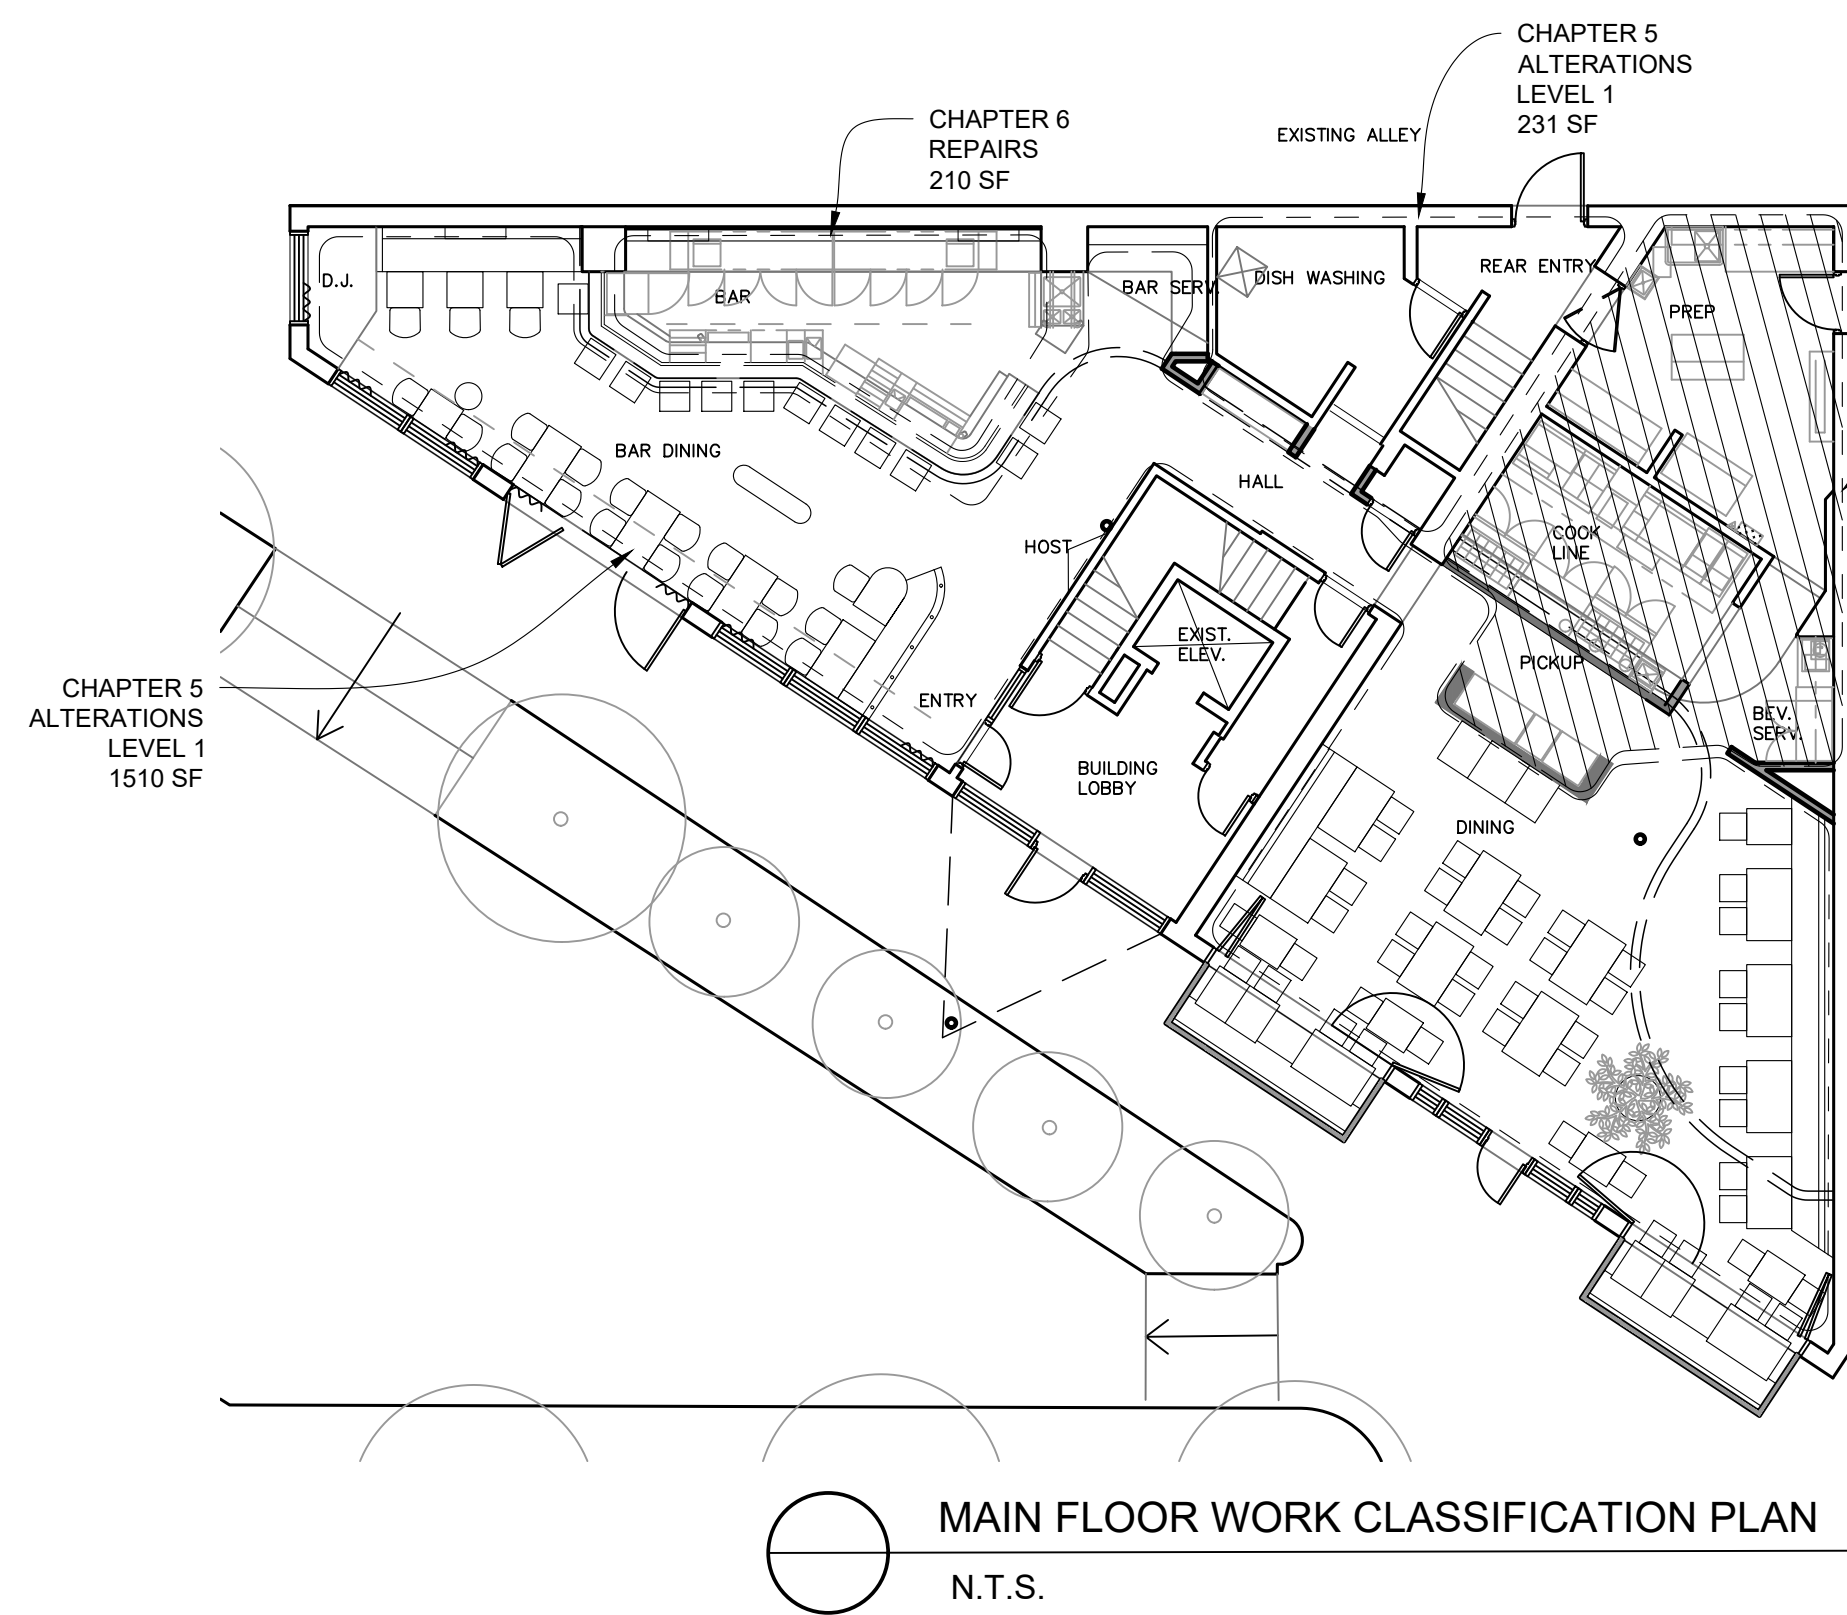 CHAPTER 5
ALTERATIONS
LEVEL 1
231 SF
CHAPTER 6
REPAIRS
210 SF
EXISTING ALLEY
D.J.
BAR
BAR SERV.
DISH WASHING
REAR ENTRY
PREP
BAR DINING
HALL
HOST
COOK
LINE
EXIST.
ELEV.
PICKUP
CHAPTER 5
ALTERATIONS
LEVEL 1
1510 SF
ENTRY
BEV.
SERV.
BUILDING
LOBBY
DINING
MAIN FLOOR WORK CLASSIFICATION PLAN
N.T.S.